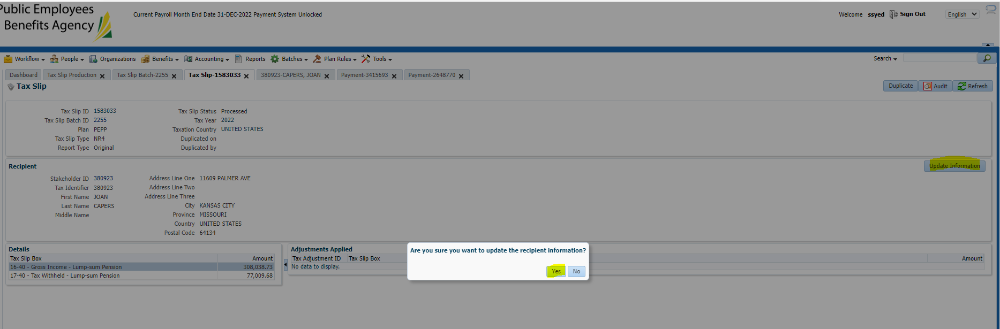 Public Employees
Benefits Agency
Current Payroll Month End Date 31-DEC-2022 Payment System Unlocked
Welcome ssyed Sign Out English
Workflow People Organizations Benefits Accounting Reports Batches Plan Rules Tools Search
Dashboard Tax Slip Production Tax Slip Batch-2255 Tax Slip-1583033 380923-CAPERS, JOAN Payment-3415693 Payment-2648770
Tax Slip Duplicate Audit Refresh
Tax Slip ID 1583033 Tax Slip Status Processed
Tax Slip Batch ID 2255 Tax Year 2022
Plan PEPP Taxation Country UNITED STATES
Tax Slip Type NR4 Duplicated on
Report Type Original Duplicated by
Recipient Update Information
Stakeholder ID 380923 Address Line One 11609 PALMER AVE
Tax Identifier 380923 Address Line Two
First Name JOAN Address Line Three
Last Name CAPERS City KANSAS CITY
Middle Name Province MISSOURI
Country UNITED STATES
Postal Code 64134
Details Adjustments Applied
Tax Slip Box Amount Tax Adjustment ID Tax Slip Box Amount
16-40 - Gross Income - Lump-sum Pension 308,038.73 No data to display.
17-40 - Tax Withheld - Lump-sum Pension 77,009.68
Are you sure you want to update the recipient information?
Yes No